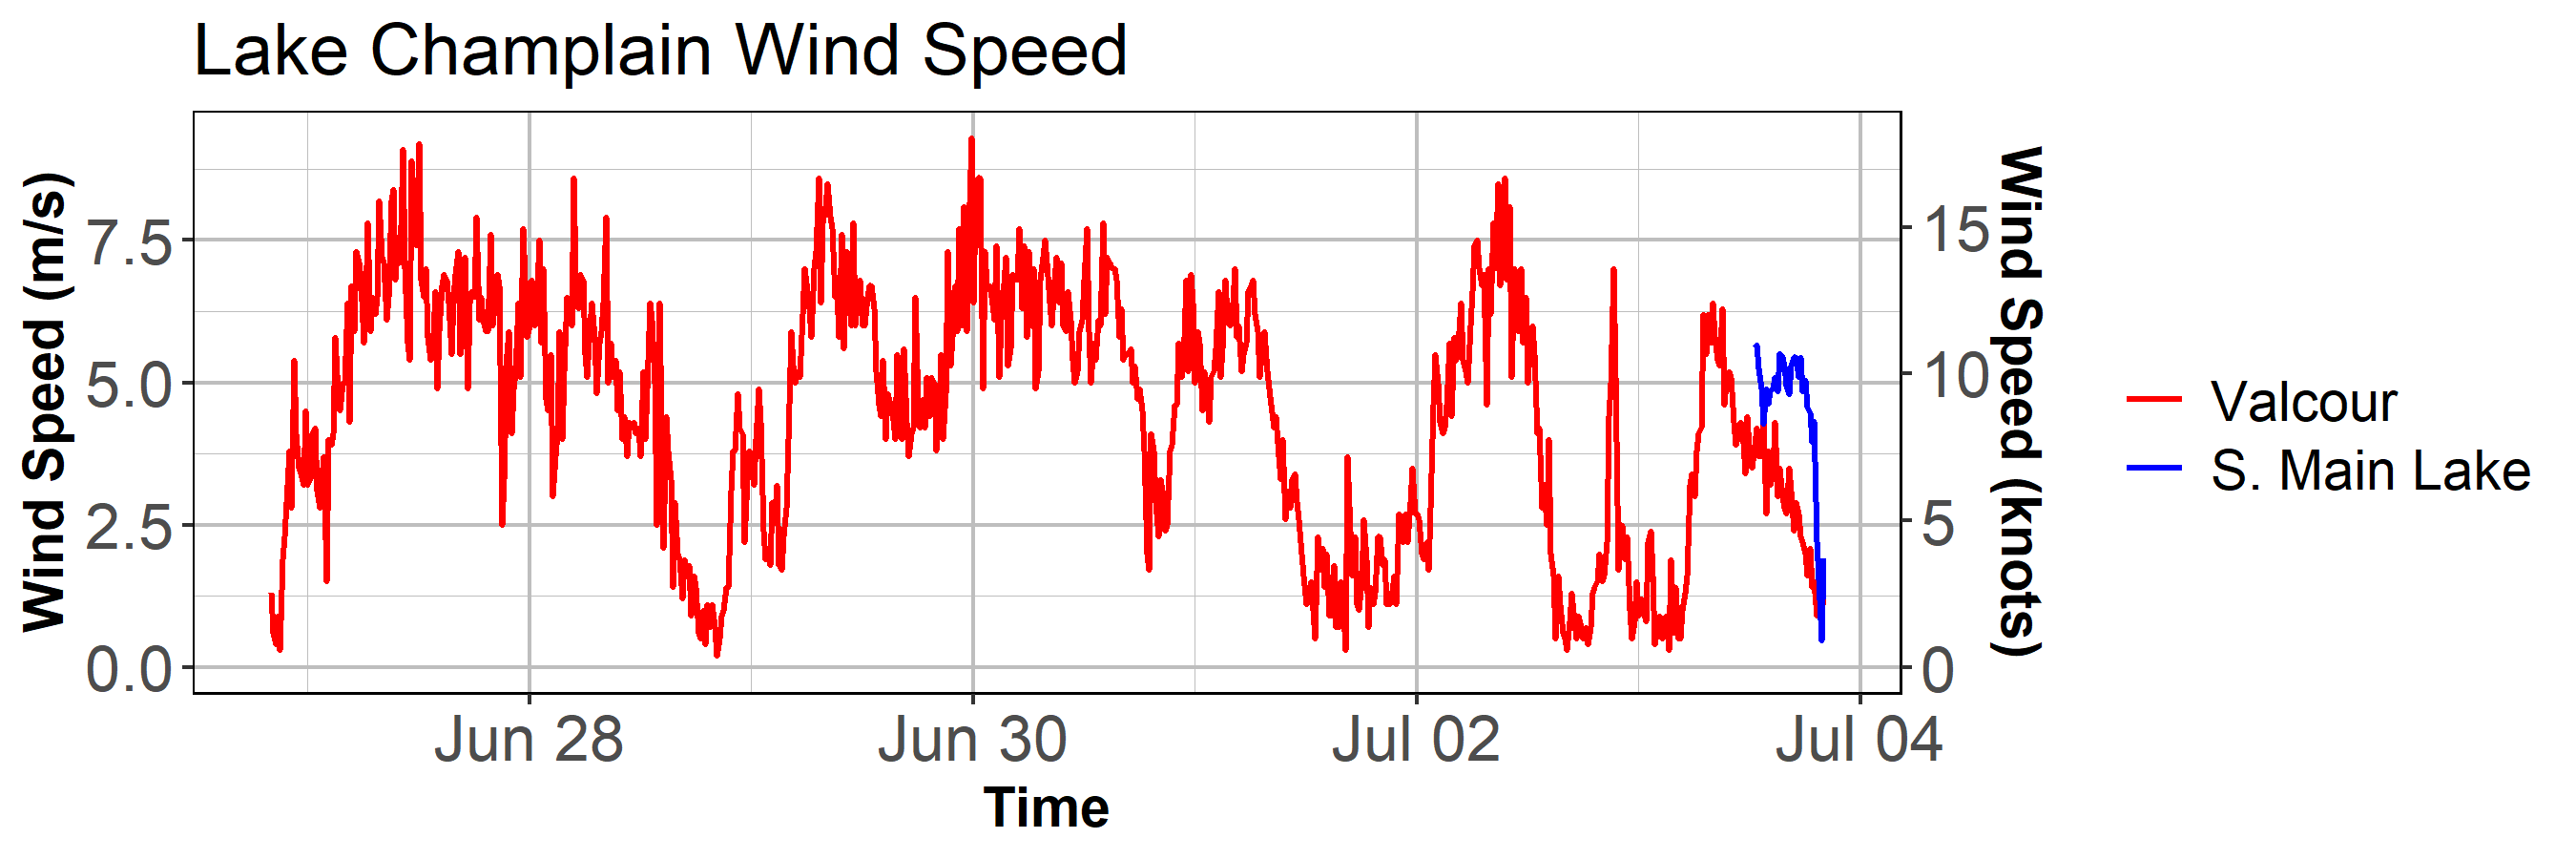 Lake Champlain Wind Speed
Wind Speed (m/s)
7.5
5.0
2.5
0.0
15
10
5
0
Wind Speed (knots)
Jun 28
Jun 30
Jul 02
Jul 04
Time
Valcour
S. Main Lake